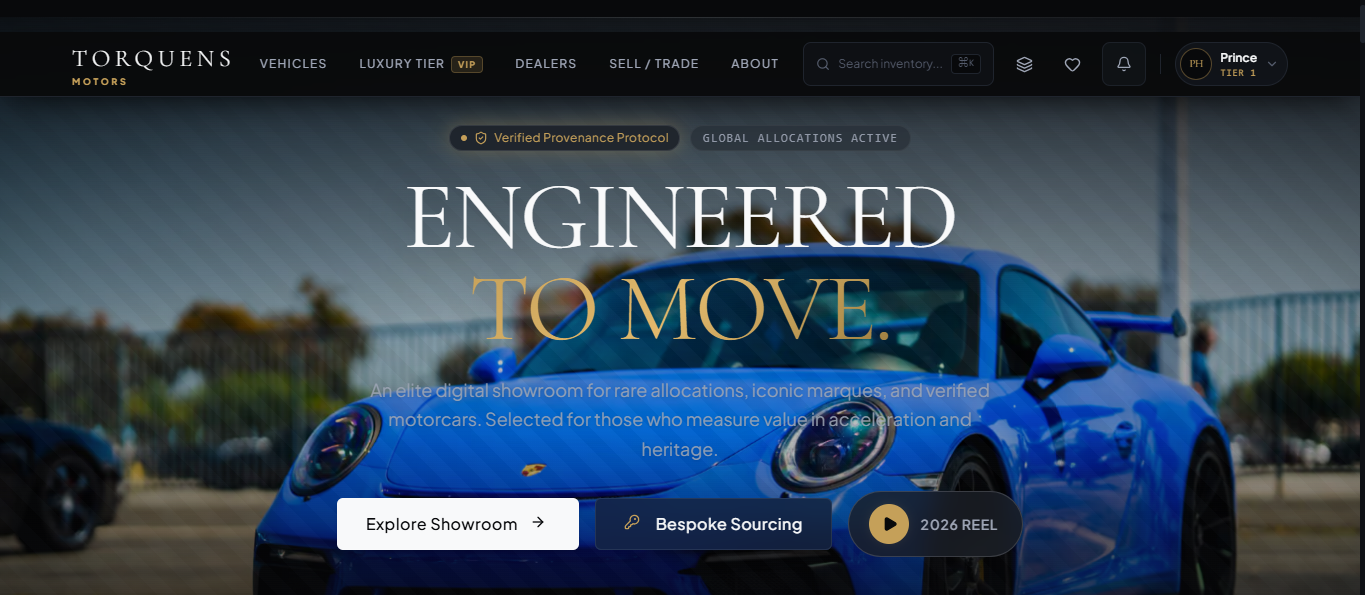 TORQUENS
MOTORS
VEHICLES
LUXURY TIER VIP
DEALERS
SELL / TRADE
ABOUT
Search inventory... ⌘K
PH
Prince
TIER 1
Verified Provenance Protocol
GLOBAL ALLOCATIONS ACTIVE
ENGINEERED
TO MOVE.
An elite digital showroom for rare allocations, iconic marques, and verified
motorcars. Selected for those who measure value in acceleration and
heritage.
Explore Showroom →
Bespoke Sourcing
2026 REEL